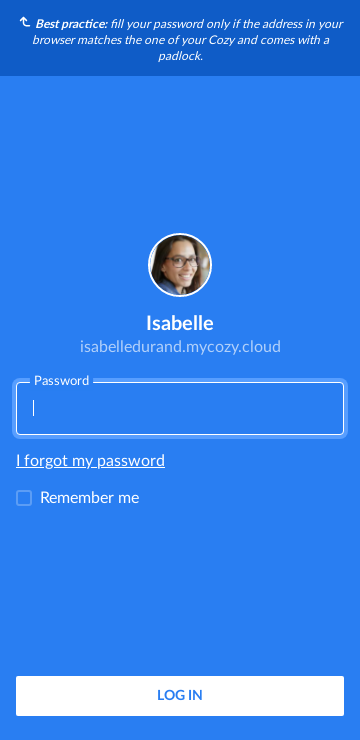 Best practice: fill your password only if the address in your
browser matches the one of your Cozy and comes with a
padlock.
Isabelle
isabelledurand.mycozy.cloud
Password
I forgot my password
Remember me
LOG IN